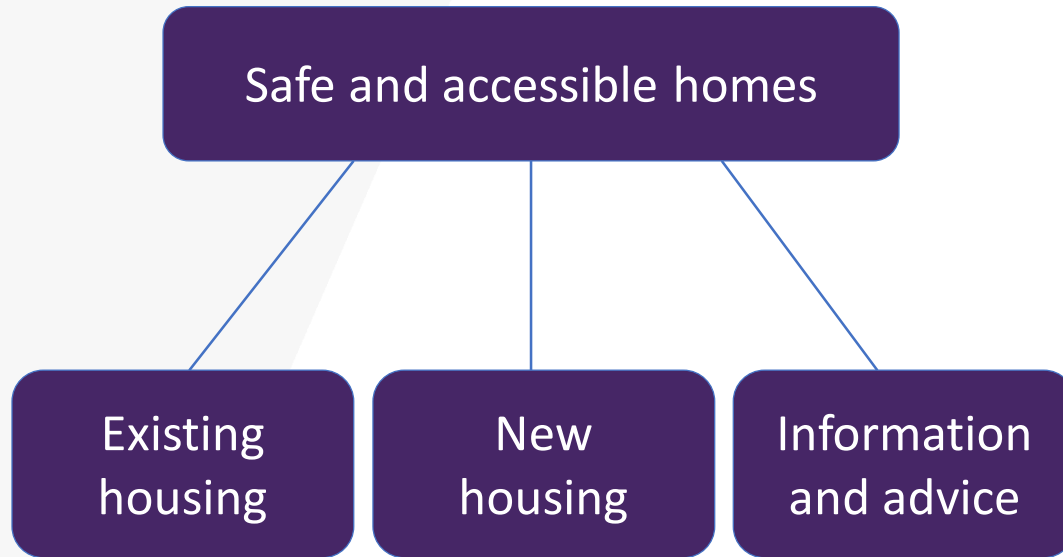 Safe and accessible homes
Existing
housing
New
housing
Information
and advice